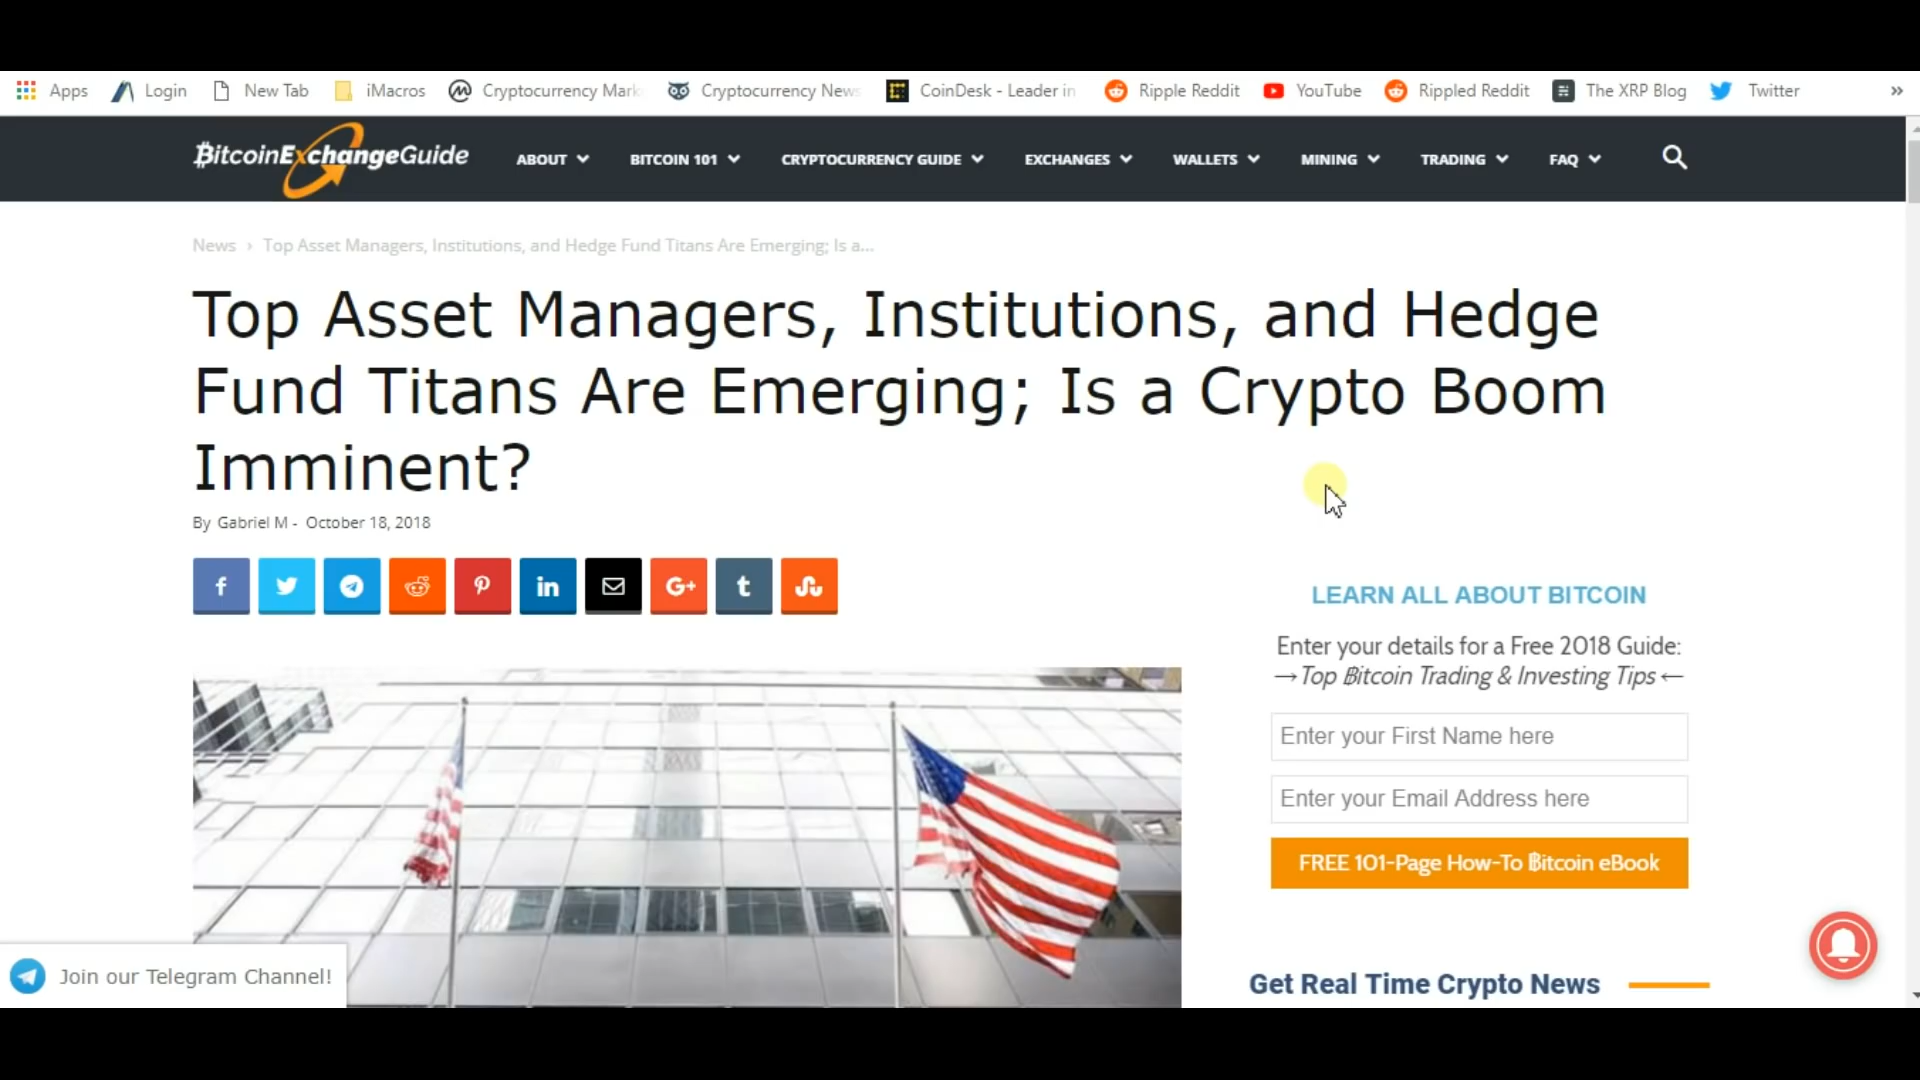 Apps Login New Tab iMacros Cryptocurrency Mark Cryptocurrency News CoinDesk - Leader in Ripple Reddit YouTube Rippled Reddit The XRP Blog Twitter »
BitcoinExchangeGuide ABOUT BITCOIN 101 CRYPTOCURRENCY GUIDE EXCHANGES WALLETS MINING TRADING FAQ
News › Top Asset Managers, Institutions, and Hedge Fund Titans Are Emerging; Is a...
Top Asset Managers, Institutions, and Hedge
Fund Titans Are Emerging; Is a Crypto Boom
Imminent?
By Gabriel M - October 18, 2018
f G+ t in
LEARN ALL ABOUT BITCOIN
Enter your details for a Free 2018 Guide:
→Top Bitcoin Trading & Investing Tips←
Enter your First Name here
Enter your Email Address here
FREE 101-Page How-To Bitcoin eBook
Join our Telegram Channel!
Get Real Time Crypto News